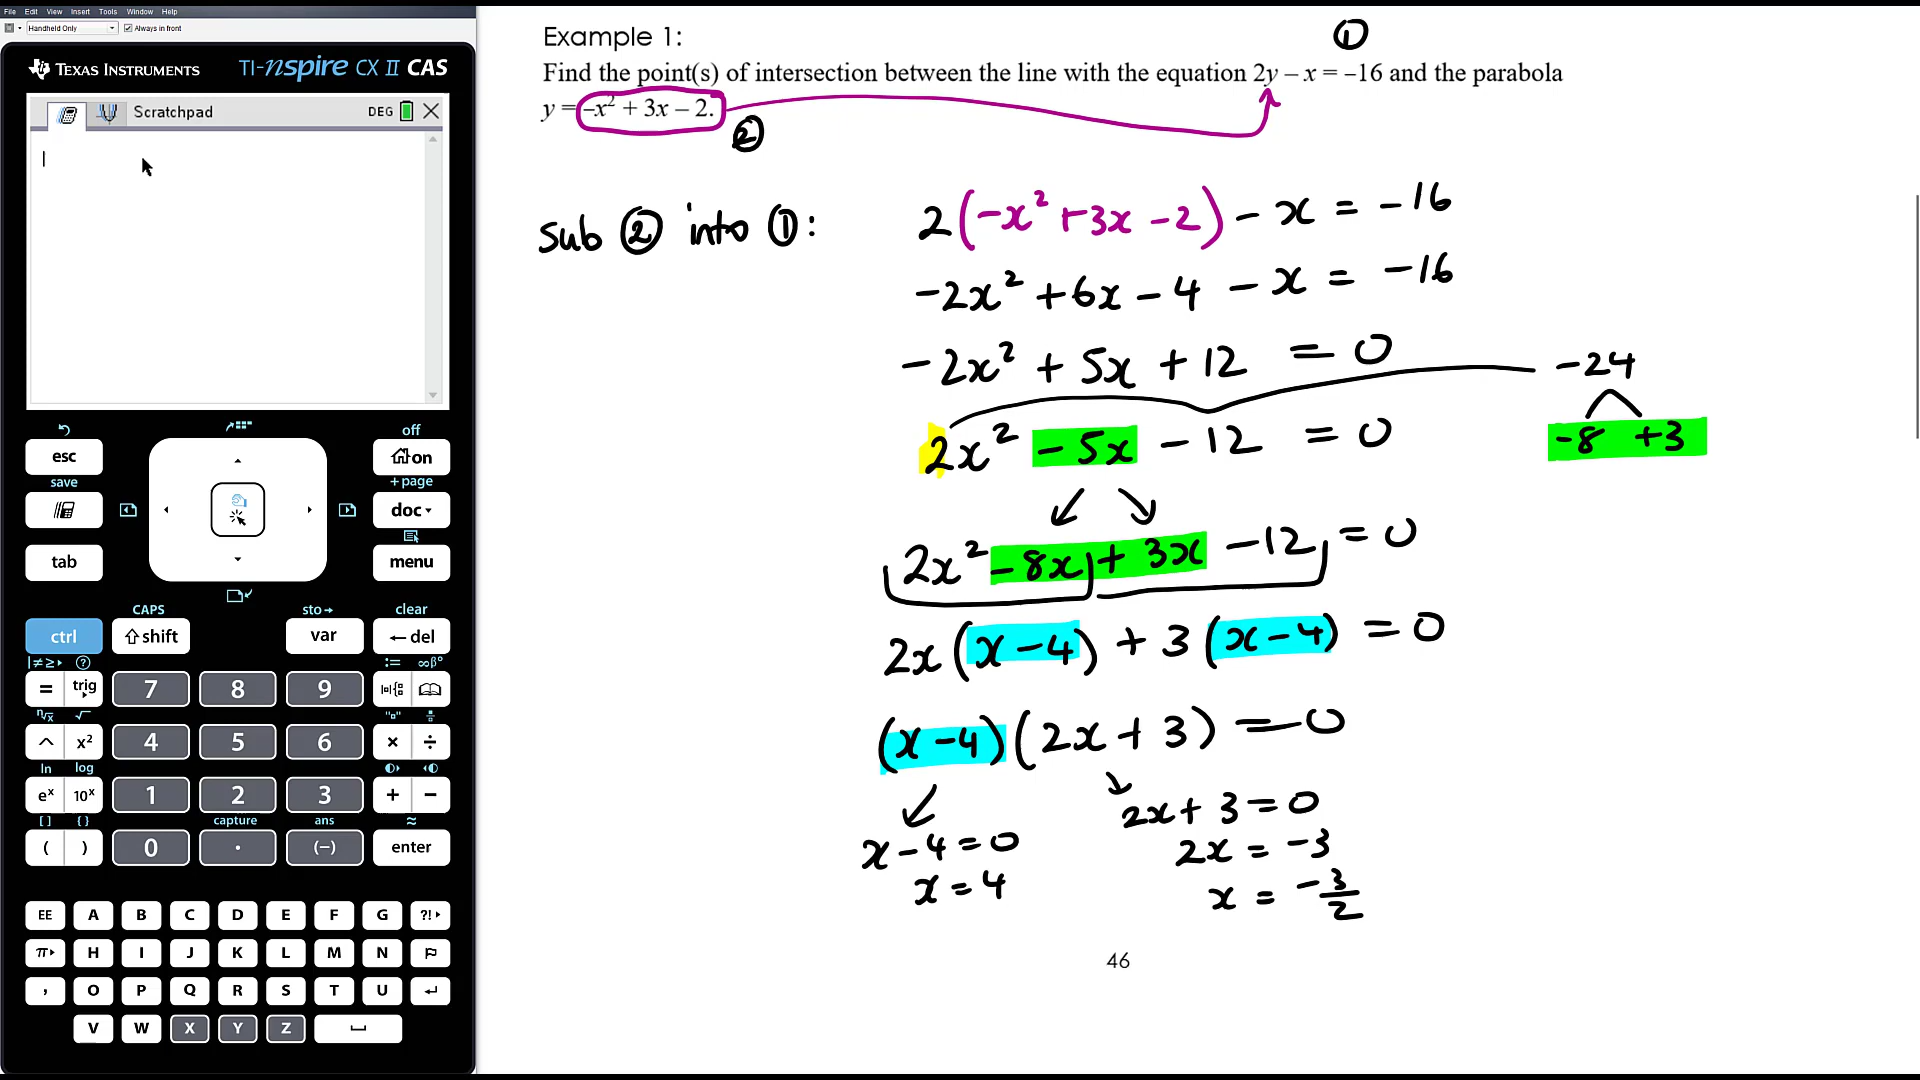 File Edit View Insert Tools Window Help
Handheld Only Always in front
TEXAS INSTRUMENTS TI-nspire CX II CAS
Scratchpad DEG
off
esc on
save + page
doc
tab menu
CAPS sto→ clear
ctrl ⇧shift var ←del
|≠≥▸ ? := ∞β°
= trig 7 8 9
ⁿ√x √ "▫"
^ x² 4 5 6 × ÷
ln log
eˣ 10ˣ 1 2 3 + −
[ ] { } capture ans ≈
( ) 0 . (−) enter
EE A B C D E F G ?!▸
π▸ H I J K L M N
, O P Q R S T U
V W X Y Z
Example 1: ①
Find the point(s) of intersection between the line with the equation 2y – x = –16 and the parabola
y = –x² + 3x – 2. ②
sub ② into ①: 2(-x² +3x -2) - x = -16
-2x² +6x - 4 - x = -16
-2x² + 5x + 12 = 0 -24
2x² - 5x - 12 = 0 -8 +3
2x² - 8x + 3x - 12 = 0
2x(x-4) + 3(x-4) = 0
(x-4)(2x+3) = 0
2x+3=0
x-4=0 2x = -3
x=4 x = -3/2
46